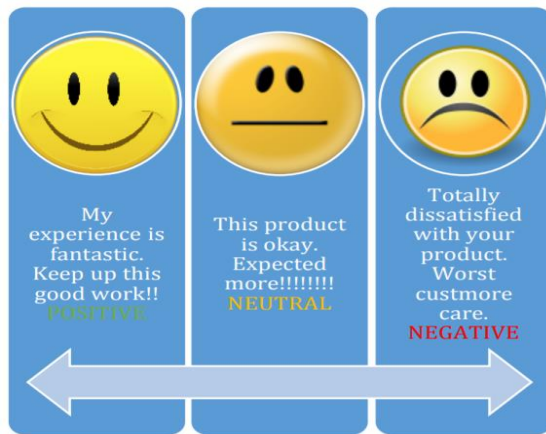 My
experience is
fantastic.
Keep up this
good work!!
POSITIVE
This product
is okay.
Expected
more!!!!!!!!
NEUTRAL
Totally
dissatisfied
with your
product.
Worst
custmore
care.
NEGATIVE